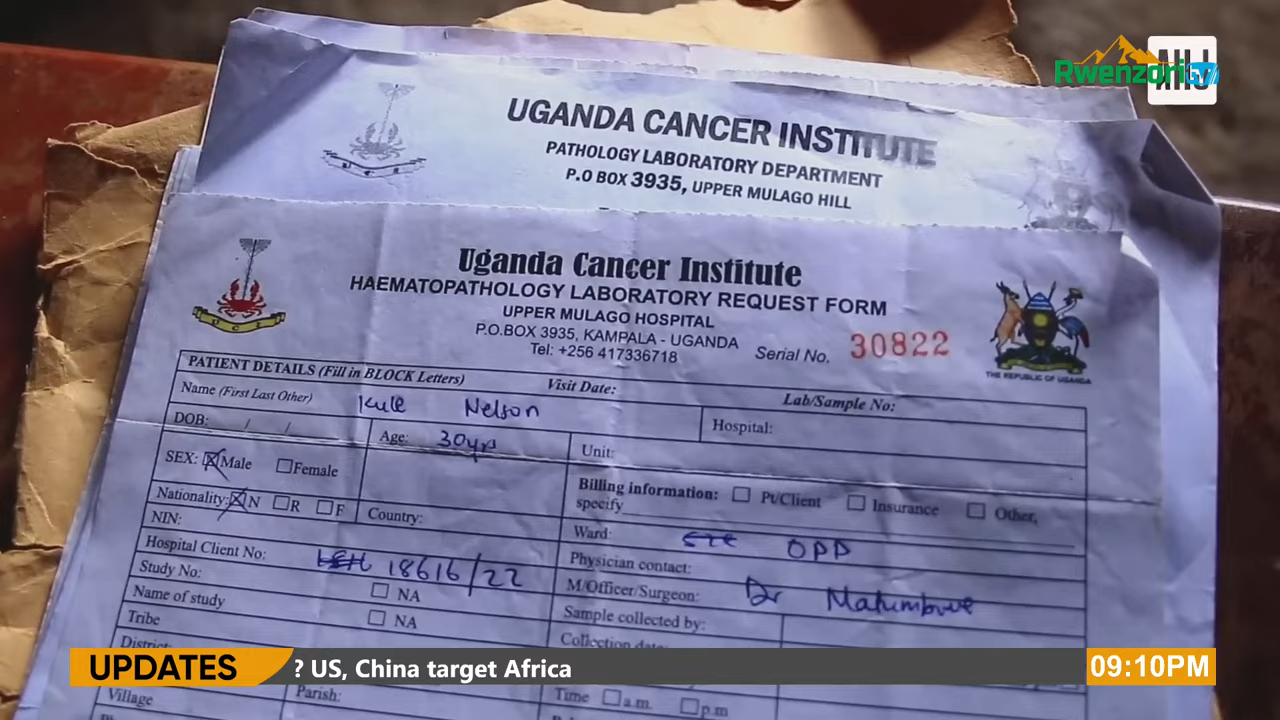 Rwenzori tv
AHJ
UGANDA CANCER INSTITUTE
PATHOLOGY LABORATORY DEPARTMENT
P.O BOX 3935, UPPER MULAGO HILL
Uganda Cancer Institute
HAEMATOPATHOLOGY LABORATORY REQUEST FORM
UPPER MULAGO HOSPITAL
P.O.BOX 3935, KAMPALA - UGANDA
Tel: +256 417336718
Serial No. 30822
U C I
THE REPUBLIC OF UGANDA
PATIENT DETAILS (Fill in BLOCK Letters) Visit Date: Lab/Sample No:
Name (First Last Other) Kule Nelson Hospital:
DOB: / / Age: 30yr Unit:
SEX: Male Female
Billing information: Pt/Client Insurance Other,
specify
Nationality: N R F Country:
NIN: Ward: OPD
Hospital Client No: 18616/22 Physician contact:
Study No: NA M/Officer/Surgeon: Dr
Name of study NA Sample collected by:
Tribe Collection date
District
Village Parish: Time a.m. p.m
UPDATES ? US, China target Africa 09:10PM